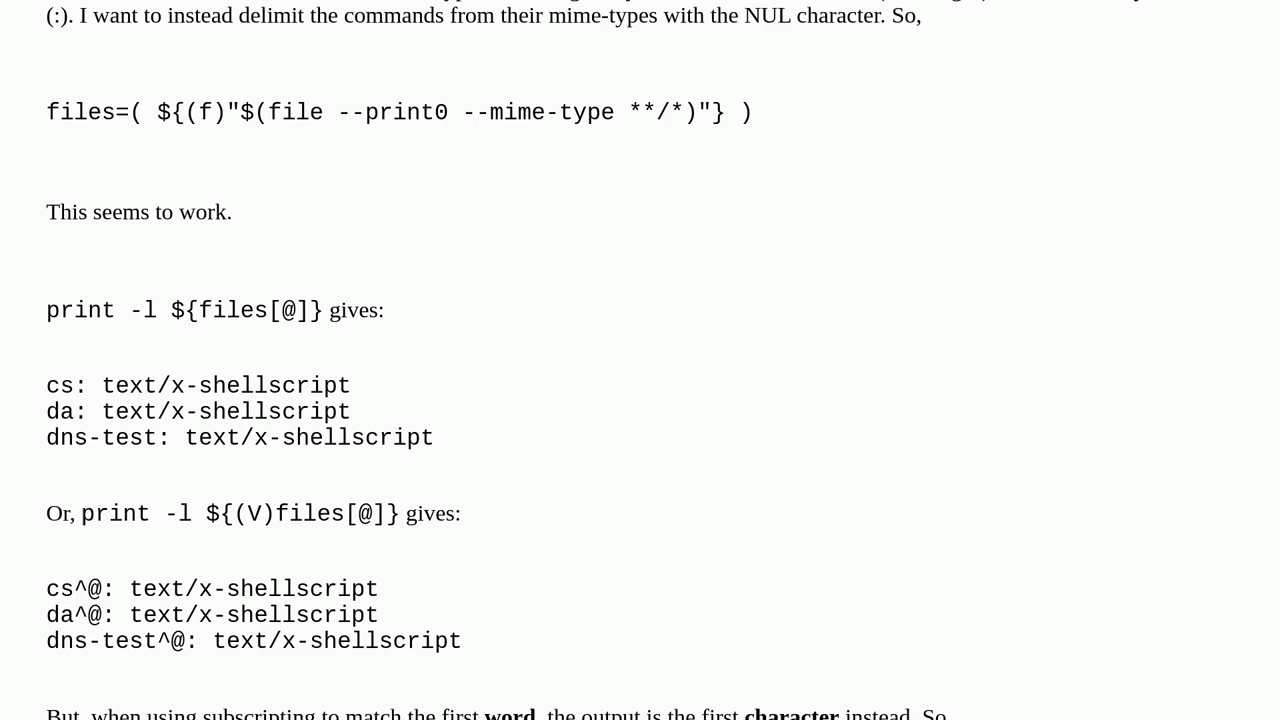 (:). I want to instead delimit the commands from their mime-types with the NUL character. So,
files=( ${(f)"$(file --print0 --mime-type **/*)"} )
This seems to work.
print -l ${files[@]} gives:
cs: text/x-shellscript
da: text/x-shellscript
dns-test: text/x-shellscript
Or, print -l ${(V)files[@]} gives:
cs^@: text/x-shellscript
da^@: text/x-shellscript
dns-test^@: text/x-shellscript
But, when using subscripting to match the first word, the output is the first character instead. So